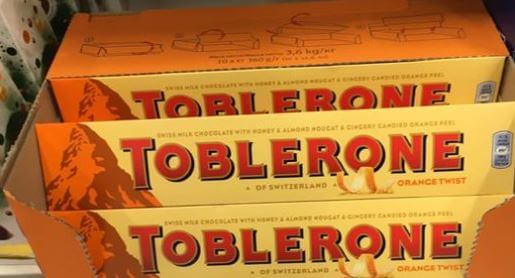 3,6 kg/кг
10 x 360 g/г
SWISS MILK CHOCOLATE WITH HONEY & ALMOND NOUGAT & GINGERY CANDIED ORANGE PEEL
TOBLERONE
SWISS MILK CHOCOLATE WITH HONEY & ALMOND NOUGAT & GINGERY CANDIED ORANGE PEEL
TOBLERONE
OF SWITZERLAND
ORANGE TWIST
SWISS MILK CHOCOLATE WITH HONEY & ALMOND NOUGAT & GINGERY CANDIED ORANGE PEEL
TOBLERONE
OF SWITZERLAND
ORANGE TWIST